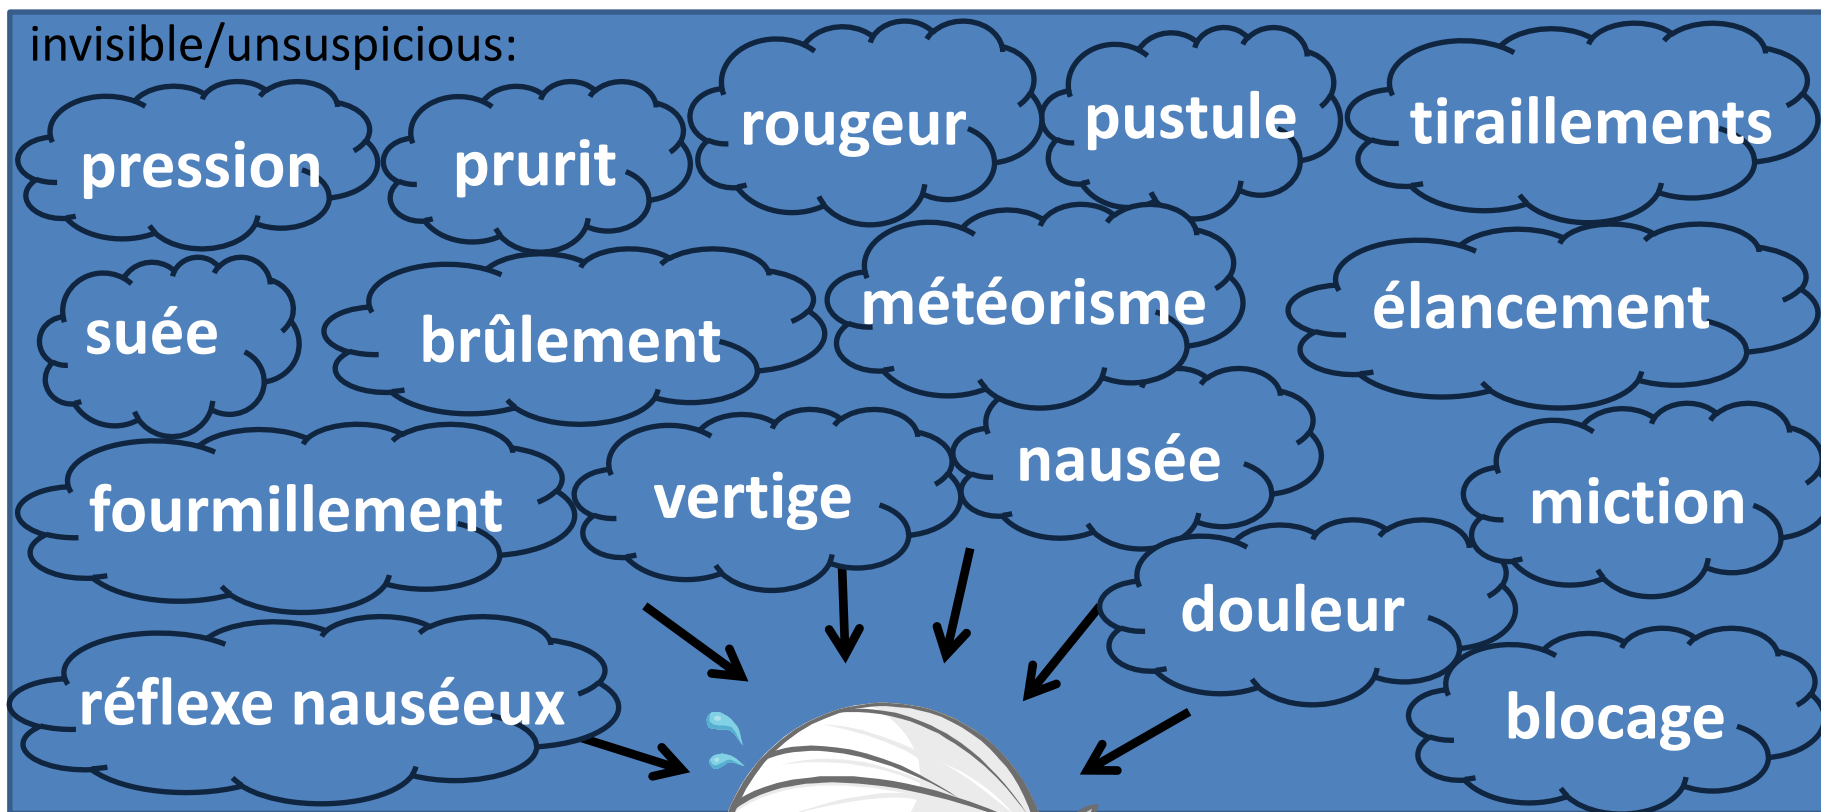 invisible/unsuspicious:
pression
prurit
rougeur
pustule
tiraillements
suée
brûlement
météorisme
élancement
fourmillement
vertige
nausée
miction
douleur
réflexe nauséeux
blocage